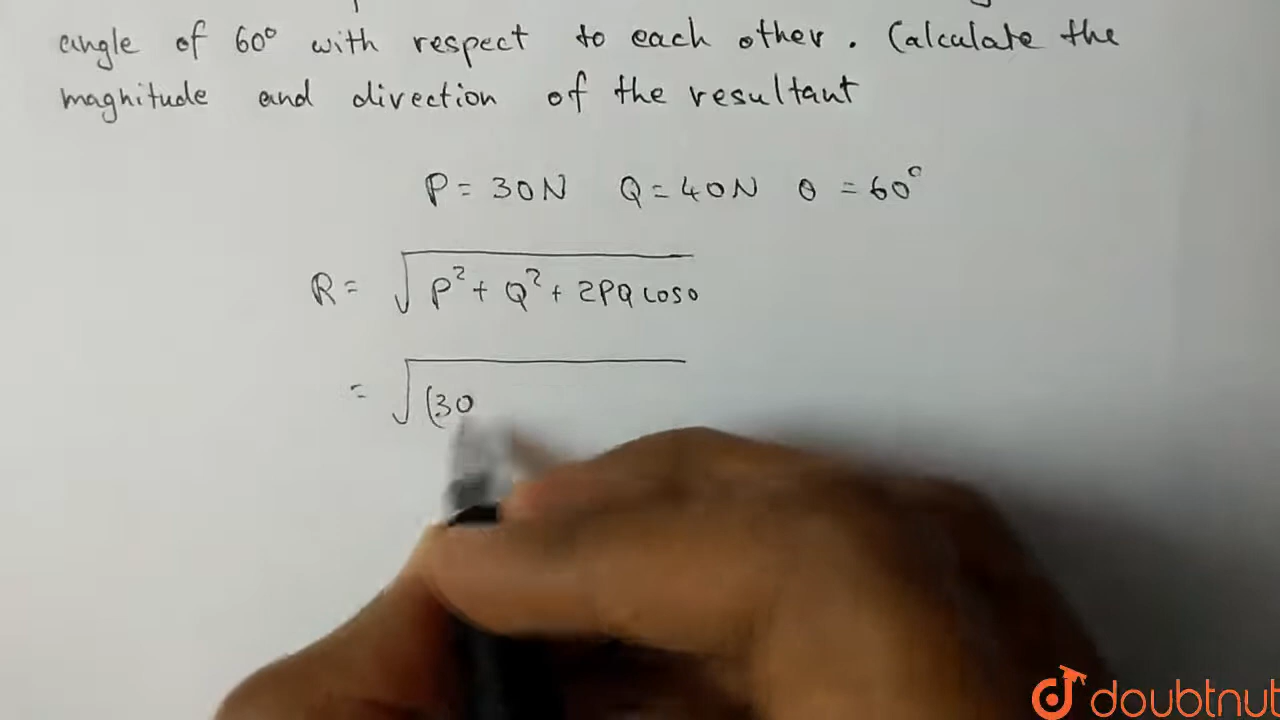 angle of 60° with respect to each other. Calculate the
magnitude and direction of the resultant
P = 30N Q = 40N θ = 60°
R = √P² + Q² + 2PQ cosθ
= √(30
doubtnut